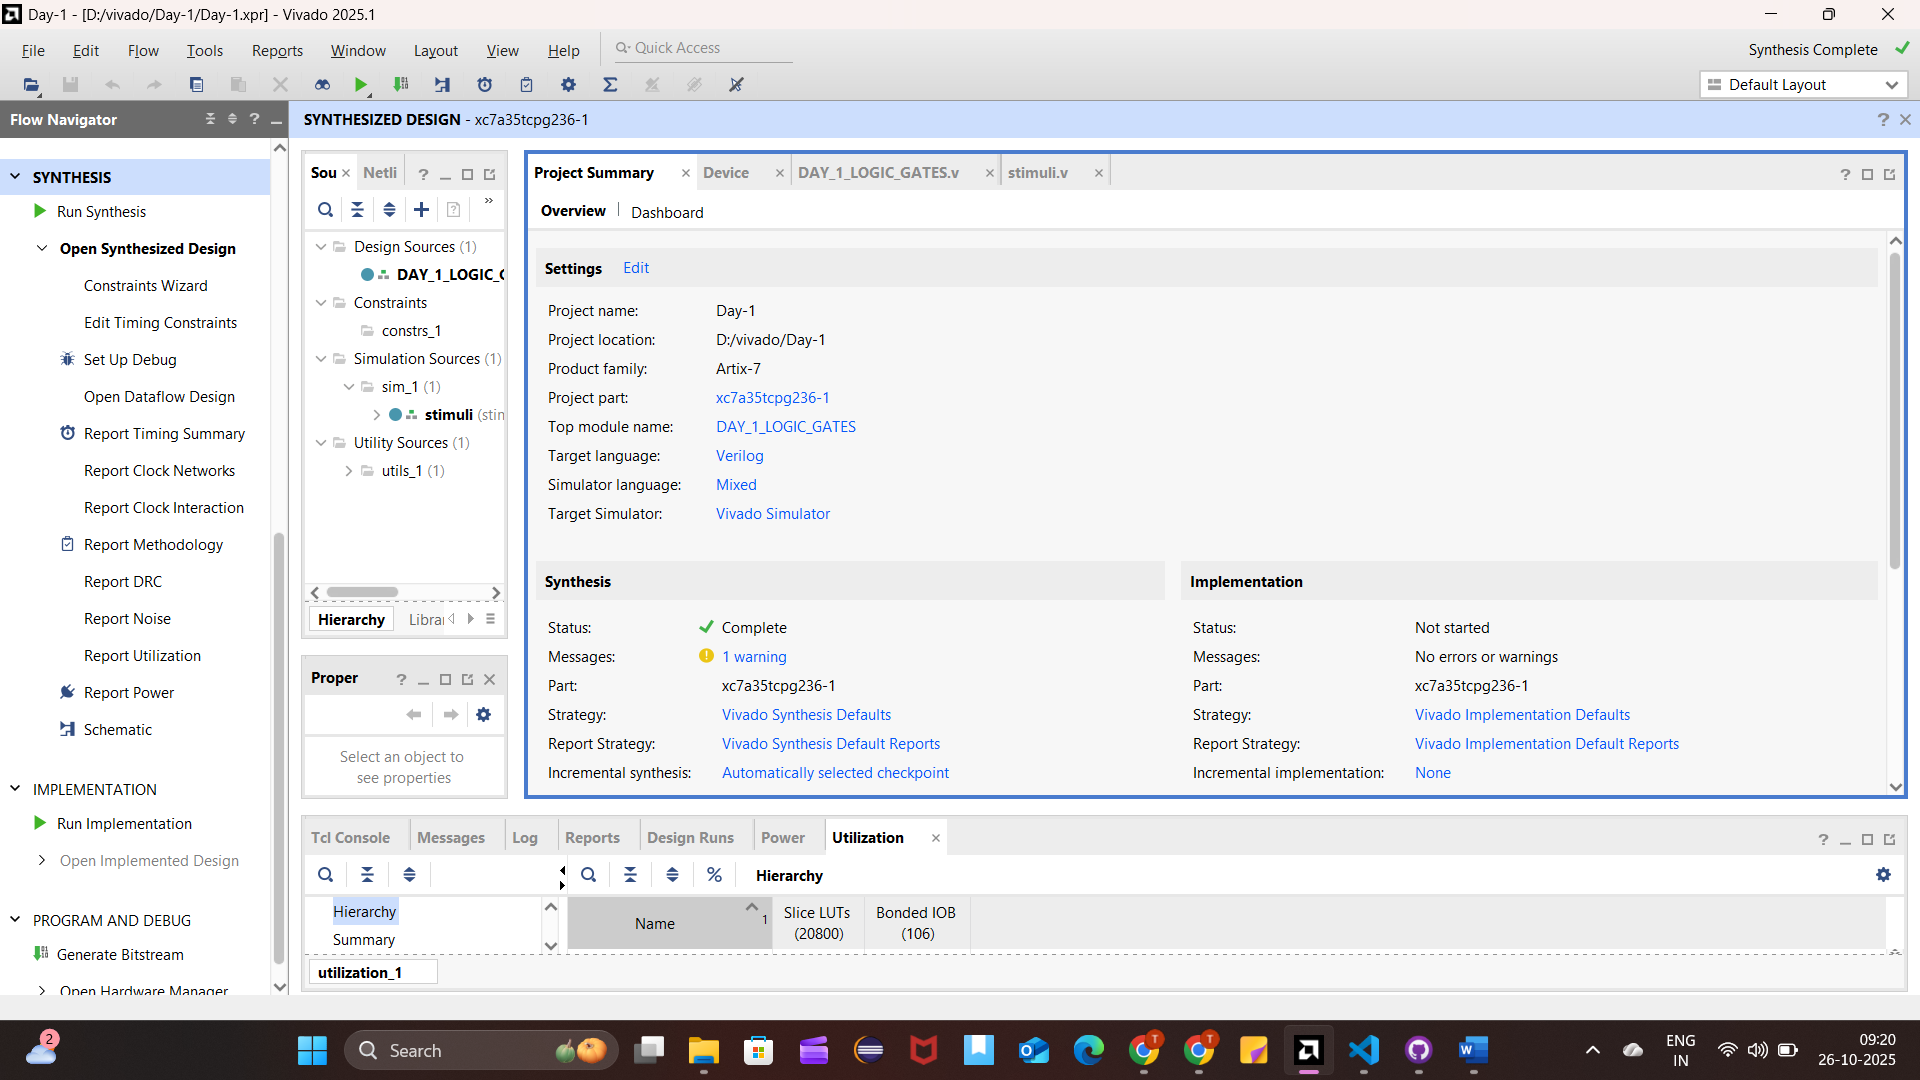 Day-1 - [D:/vivado/Day-1/Day-1.xpr] - Vivado 2025.1
File Edit Flow Tools Reports Window Layout View Help Quick Access
Synthesis Complete
Default Layout
Flow Navigator
SYNTHESIS
Run Synthesis
Open Synthesized Design
Constraints Wizard
Edit Timing Constraints
Set Up Debug
Open Dataflow Design
Report Timing Summary
Report Clock Networks
Report Clock Interaction
Report Methodology
Report DRC
Report Noise
Report Utilization
Report Power
Schematic
IMPLEMENTATION
Run Implementation
Open Implemented Design
PROGRAM AND DEBUG
Generate Bitstream
Open Hardware Manager
SYNTHESIZED DESIGN - xc7a35tcpg236-1
Sou Netli
Design Sources (1)
DAY_1_LOGIC_G
Constraints
constrs_1
Simulation Sources (1)
sim_1 (1)
stimuli (stim
Utility Sources (1)
utils_1 (1)
Hierarchy Librar
Proper
Select an object to
see properties
Project Summary Device DAY_1_LOGIC_GATES.v stimuli.v
Overview Dashboard
Settings Edit
Project name: Day-1
Project location: D:/vivado/Day-1
Product family: Artix-7
Project part: xc7a35tcpg236-1
Top module name: DAY_1_LOGIC_GATES
Target language: Verilog
Simulator language: Mixed
Target Simulator: Vivado Simulator
Synthesis
Status: Complete
Messages: 1 warning
Part: xc7a35tcpg236-1
Strategy: Vivado Synthesis Defaults
Report Strategy: Vivado Synthesis Default Reports
Incremental synthesis: Automatically selected checkpoint
Implementation
Status: Not started
Messages: No errors or warnings
Part: xc7a35tcpg236-1
Strategy: Vivado Implementation Defaults
Report Strategy: Vivado Implementation Default Reports
Incremental implementation: None
Tcl Console Messages Log Reports Design Runs Power Utilization
Hierarchy
Hierarchy
Summary
Name 1
Slice LUTs
(20800)
Bonded IOB
(106)
utilization_1
2
Search
ENG
IN
09:20
26-10-2025